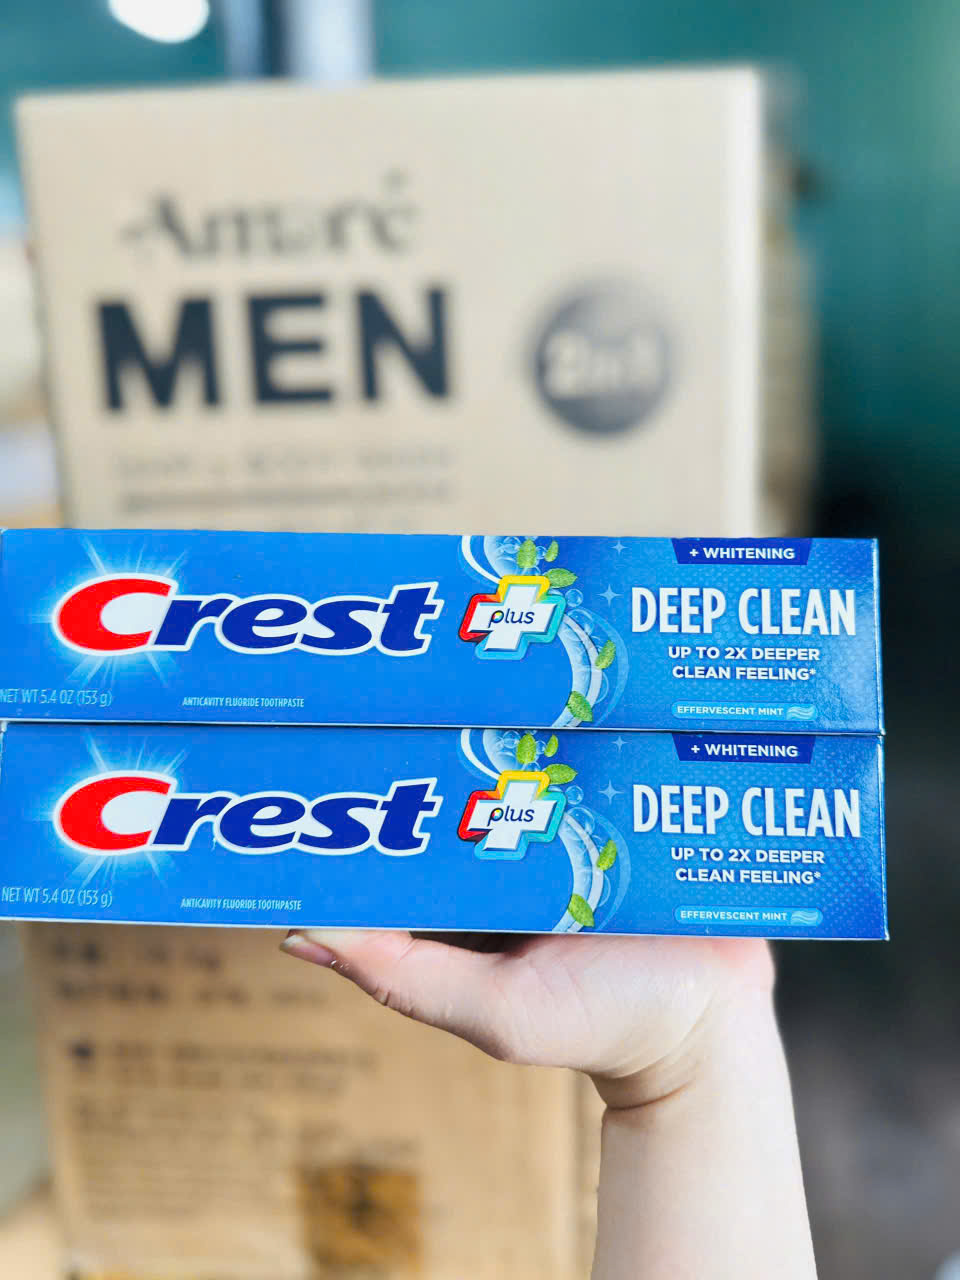 Amoré
MEN
2in1
+ WHITENING
Crest
plus
DEEP CLEAN
UP TO 2X DEEPER
CLEAN FEELING*
NET WT 5.4 OZ (153 g)
ANTICAVITY FLUORIDE TOOTHPASTE
EFFERVESCENT MINT
+ WHITENING
Crest
plus
DEEP CLEAN
UP TO 2X DEEPER
CLEAN FEELING*
NET WT 5.4 OZ (153 g)
ANTICAVITY FLUORIDE TOOTHPASTE
EFFERVESCENT MINT